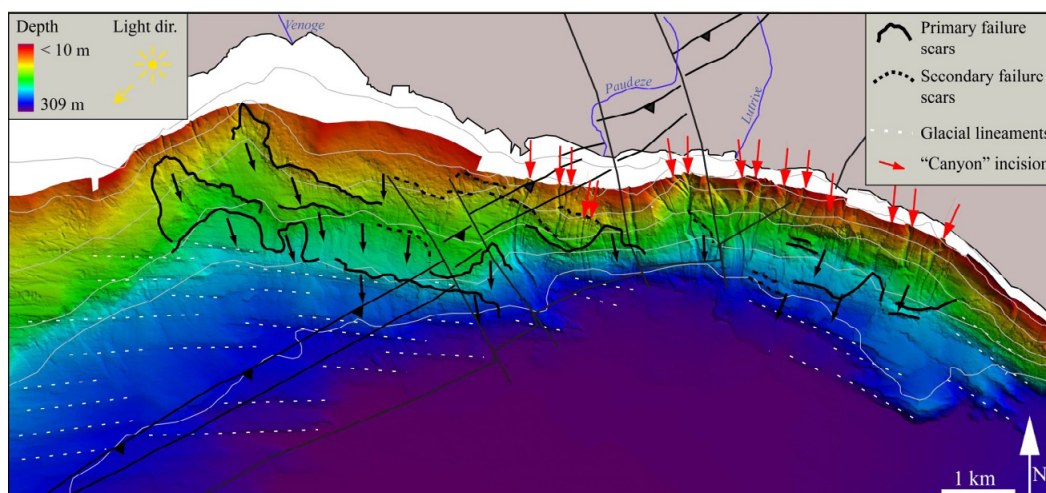 Depth
< 10 m
309 m
Light dir.
Venoge
Paudeze
Lutrive
Primary failure
scars
Secondary failure
scars
Glacial lineaments
"Canyon" incision
1 km
N